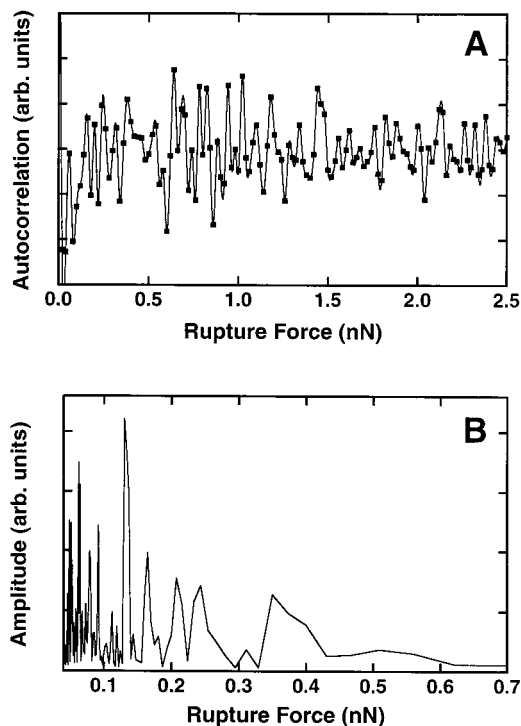 A
Autocorrelation (arb. units)
0.0 0.5 1.0 1.5 2.0 2.5
Rupture Force (nN)
B
Amplitude (arb. units)
0.1 0.2 0.3 0.4 0.5 0.6 0.7
Rupture Force (nN)